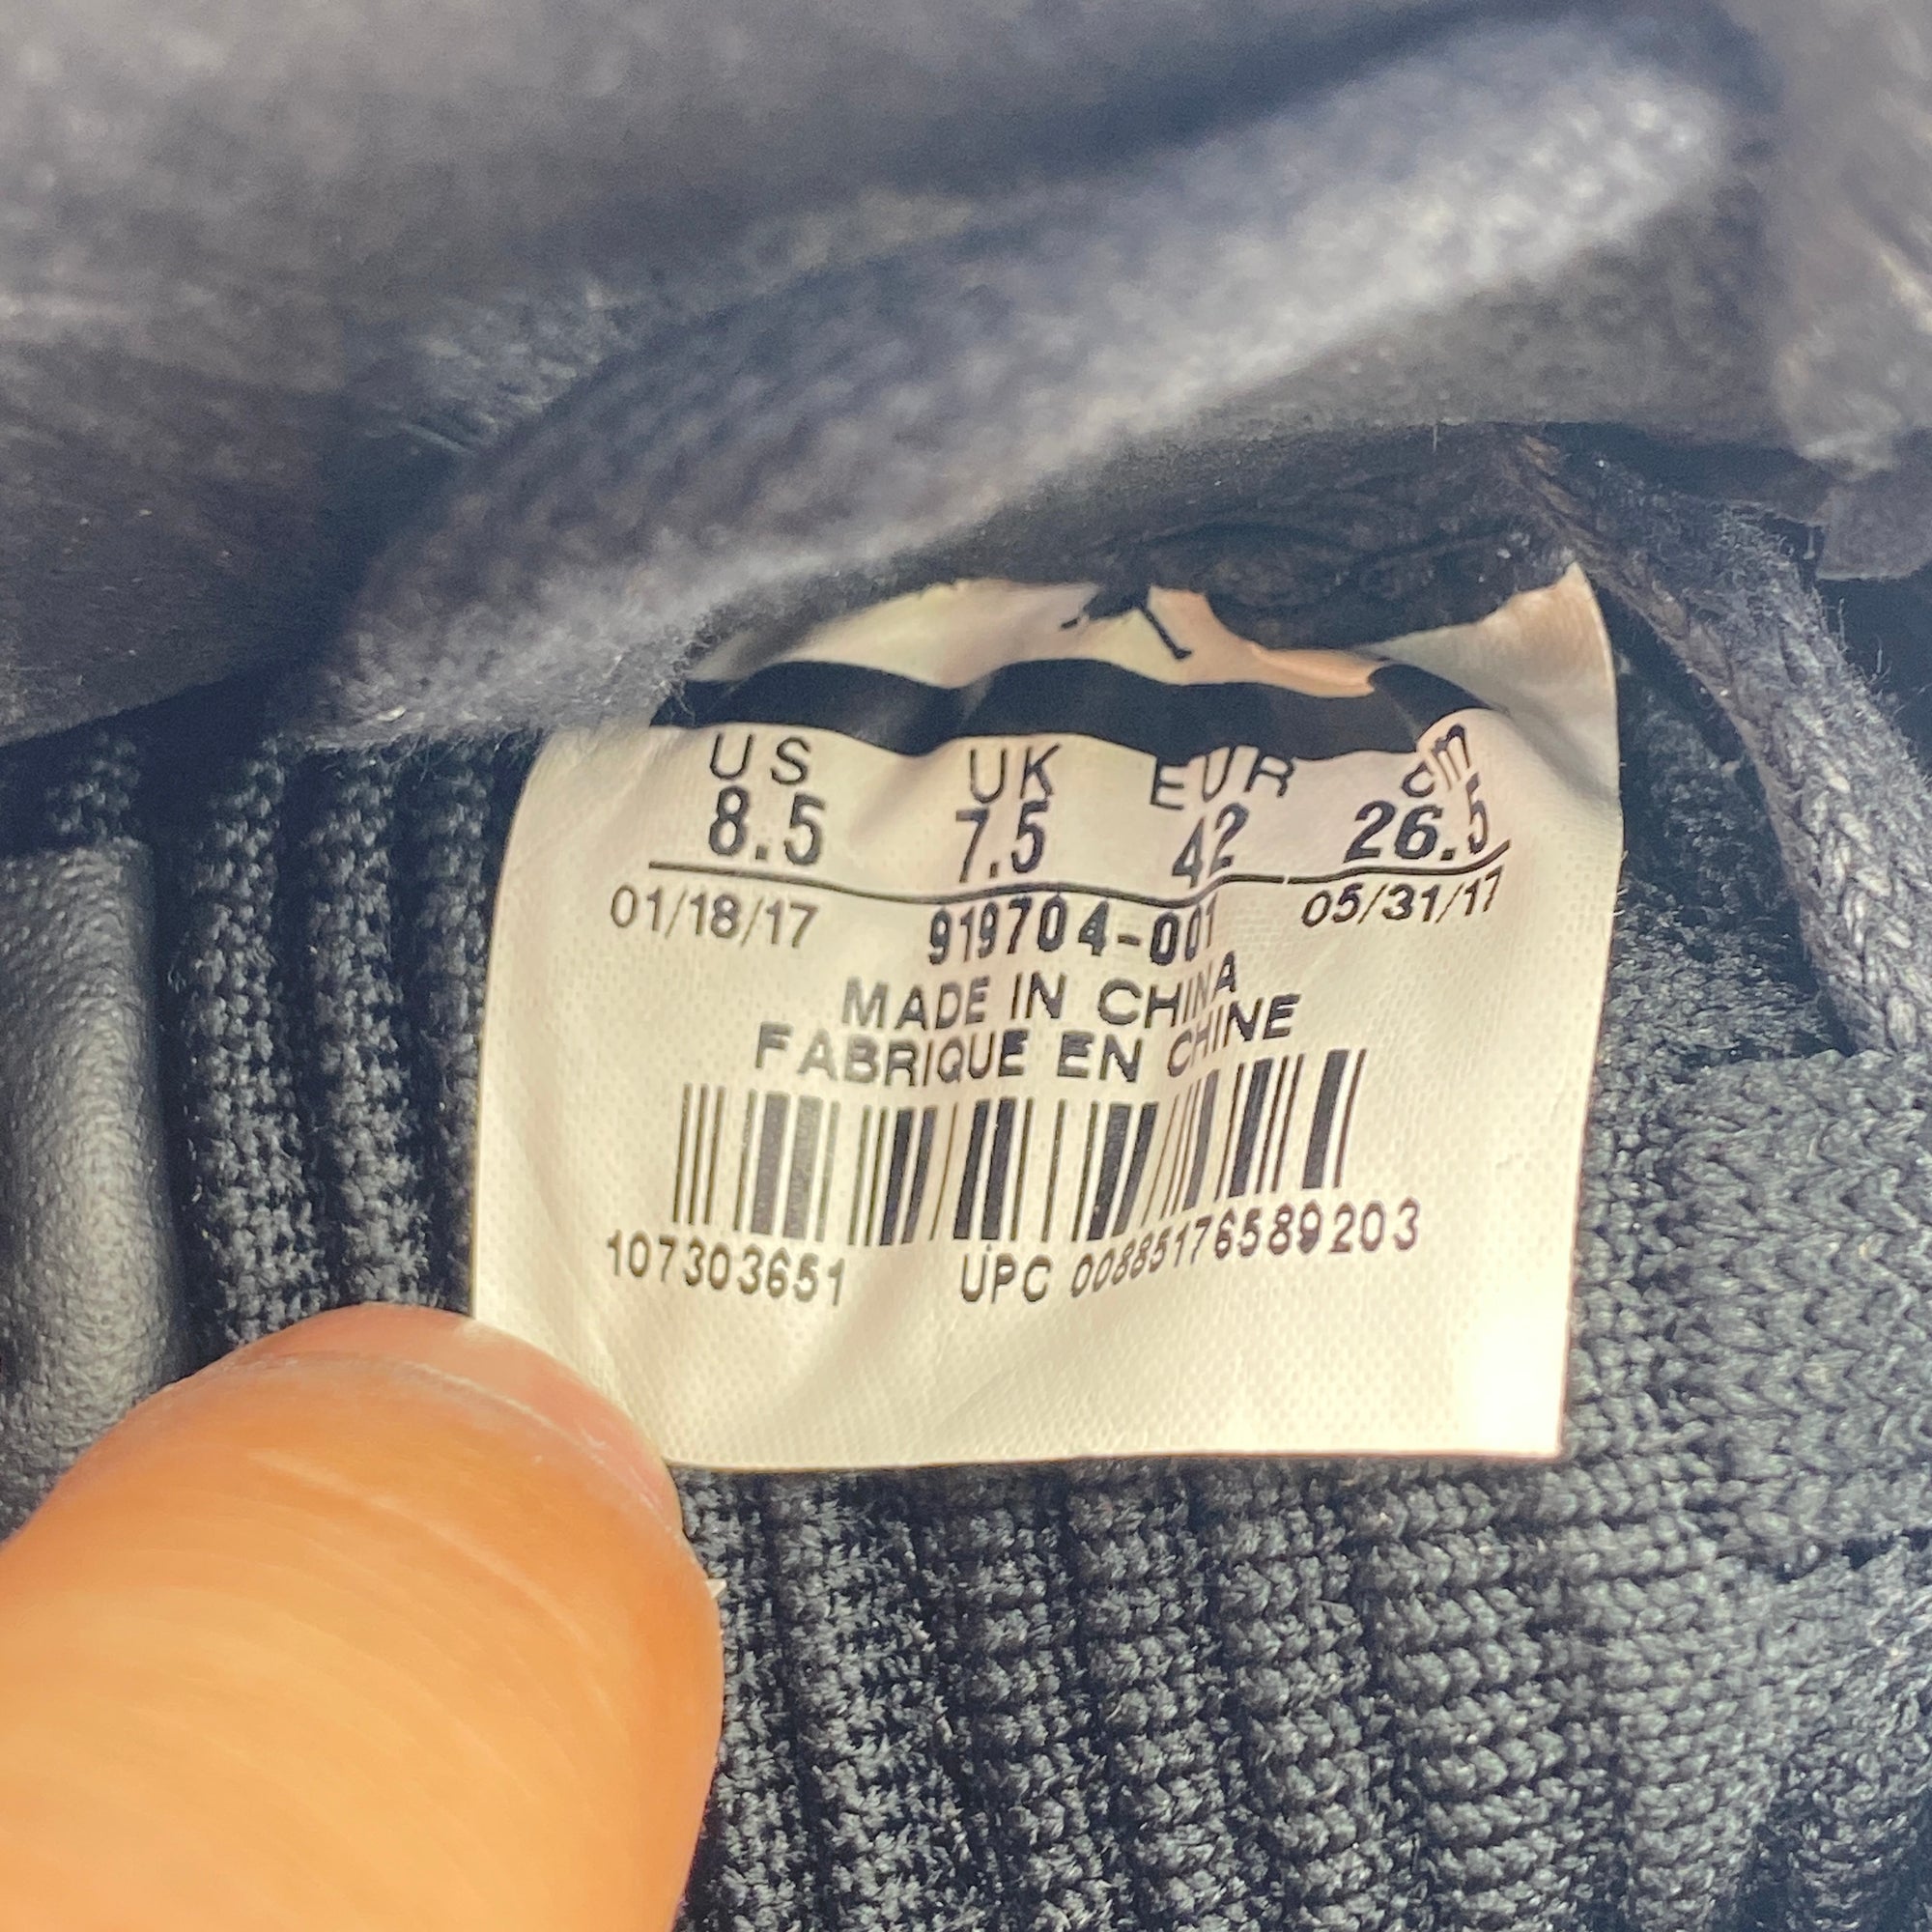 US UK EUR cm
8.5 7.5 42 26.5
01/18/17 919704-001 05/31/17
MADE IN CHINA
FABRIQUE EN CHINE
107303651 UPC 00885176589203